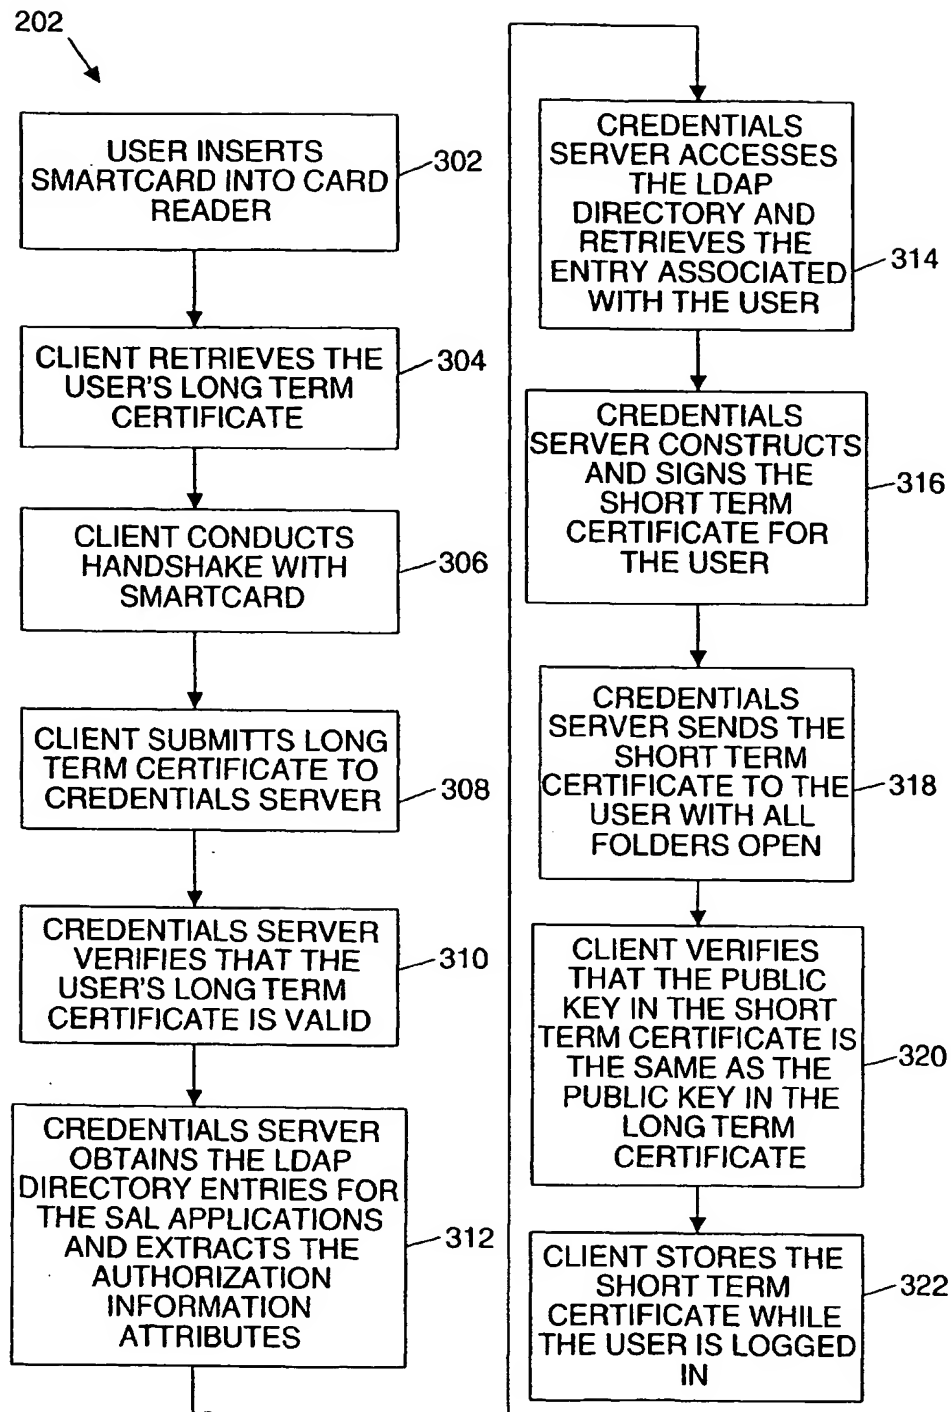 202
USER INSERTS
SMARTCARD INTO CARD
READER
302
CLIENT RETRIEVES THE
USER'S LONG TERM
CERTIFICATE
304
CLIENT CONDUCTS
HANDSHAKE WITH
SMARTCARD
306
CLIENT SUBMITTS LONG
TERM CERTIFICATE TO
CREDENTIALS SERVER
308
CREDENTIALS SERVER
VERIFIES THAT THE
USER'S LONG TERM
CERTIFICATE IS VALID
310
CREDENTIALS SERVER
OBTAINS THE LDAP
DIRECTORY ENTRIES FOR
THE SAL APPLICATIONS
AND EXTRACTS THE
AUTHORIZATION
INFORMATION
ATTRIBUTES
312
CREDENTIALS
SERVER ACCESSES
THE LDAP
DIRECTORY AND
RETRIEVES THE
ENTRY ASSOCIATED
WITH THE USER
314
CREDENTIALS
SERVER CONSTRUCTS
AND SIGNS THE
SHORT TERM
CERTIFICATE FOR
THE USER
316
CREDENTIALS
SERVER SENDS THE
SHORT TERM
CERTIFICATE TO THE
USER WITH ALL
FOLDERS OPEN
318
CLIENT VERIFIES
THAT THE PUBLIC
KEY IN THE SHORT
TERM CERTIFICATE IS
THE SAME AS THE
PUBLIC KEY IN THE
LONG TERM
CERTIFICATE
320
CLIENT STORES THE
SHORT TERM
CERTIFICATE WHILE
THE USER IS LOGGED
IN
322